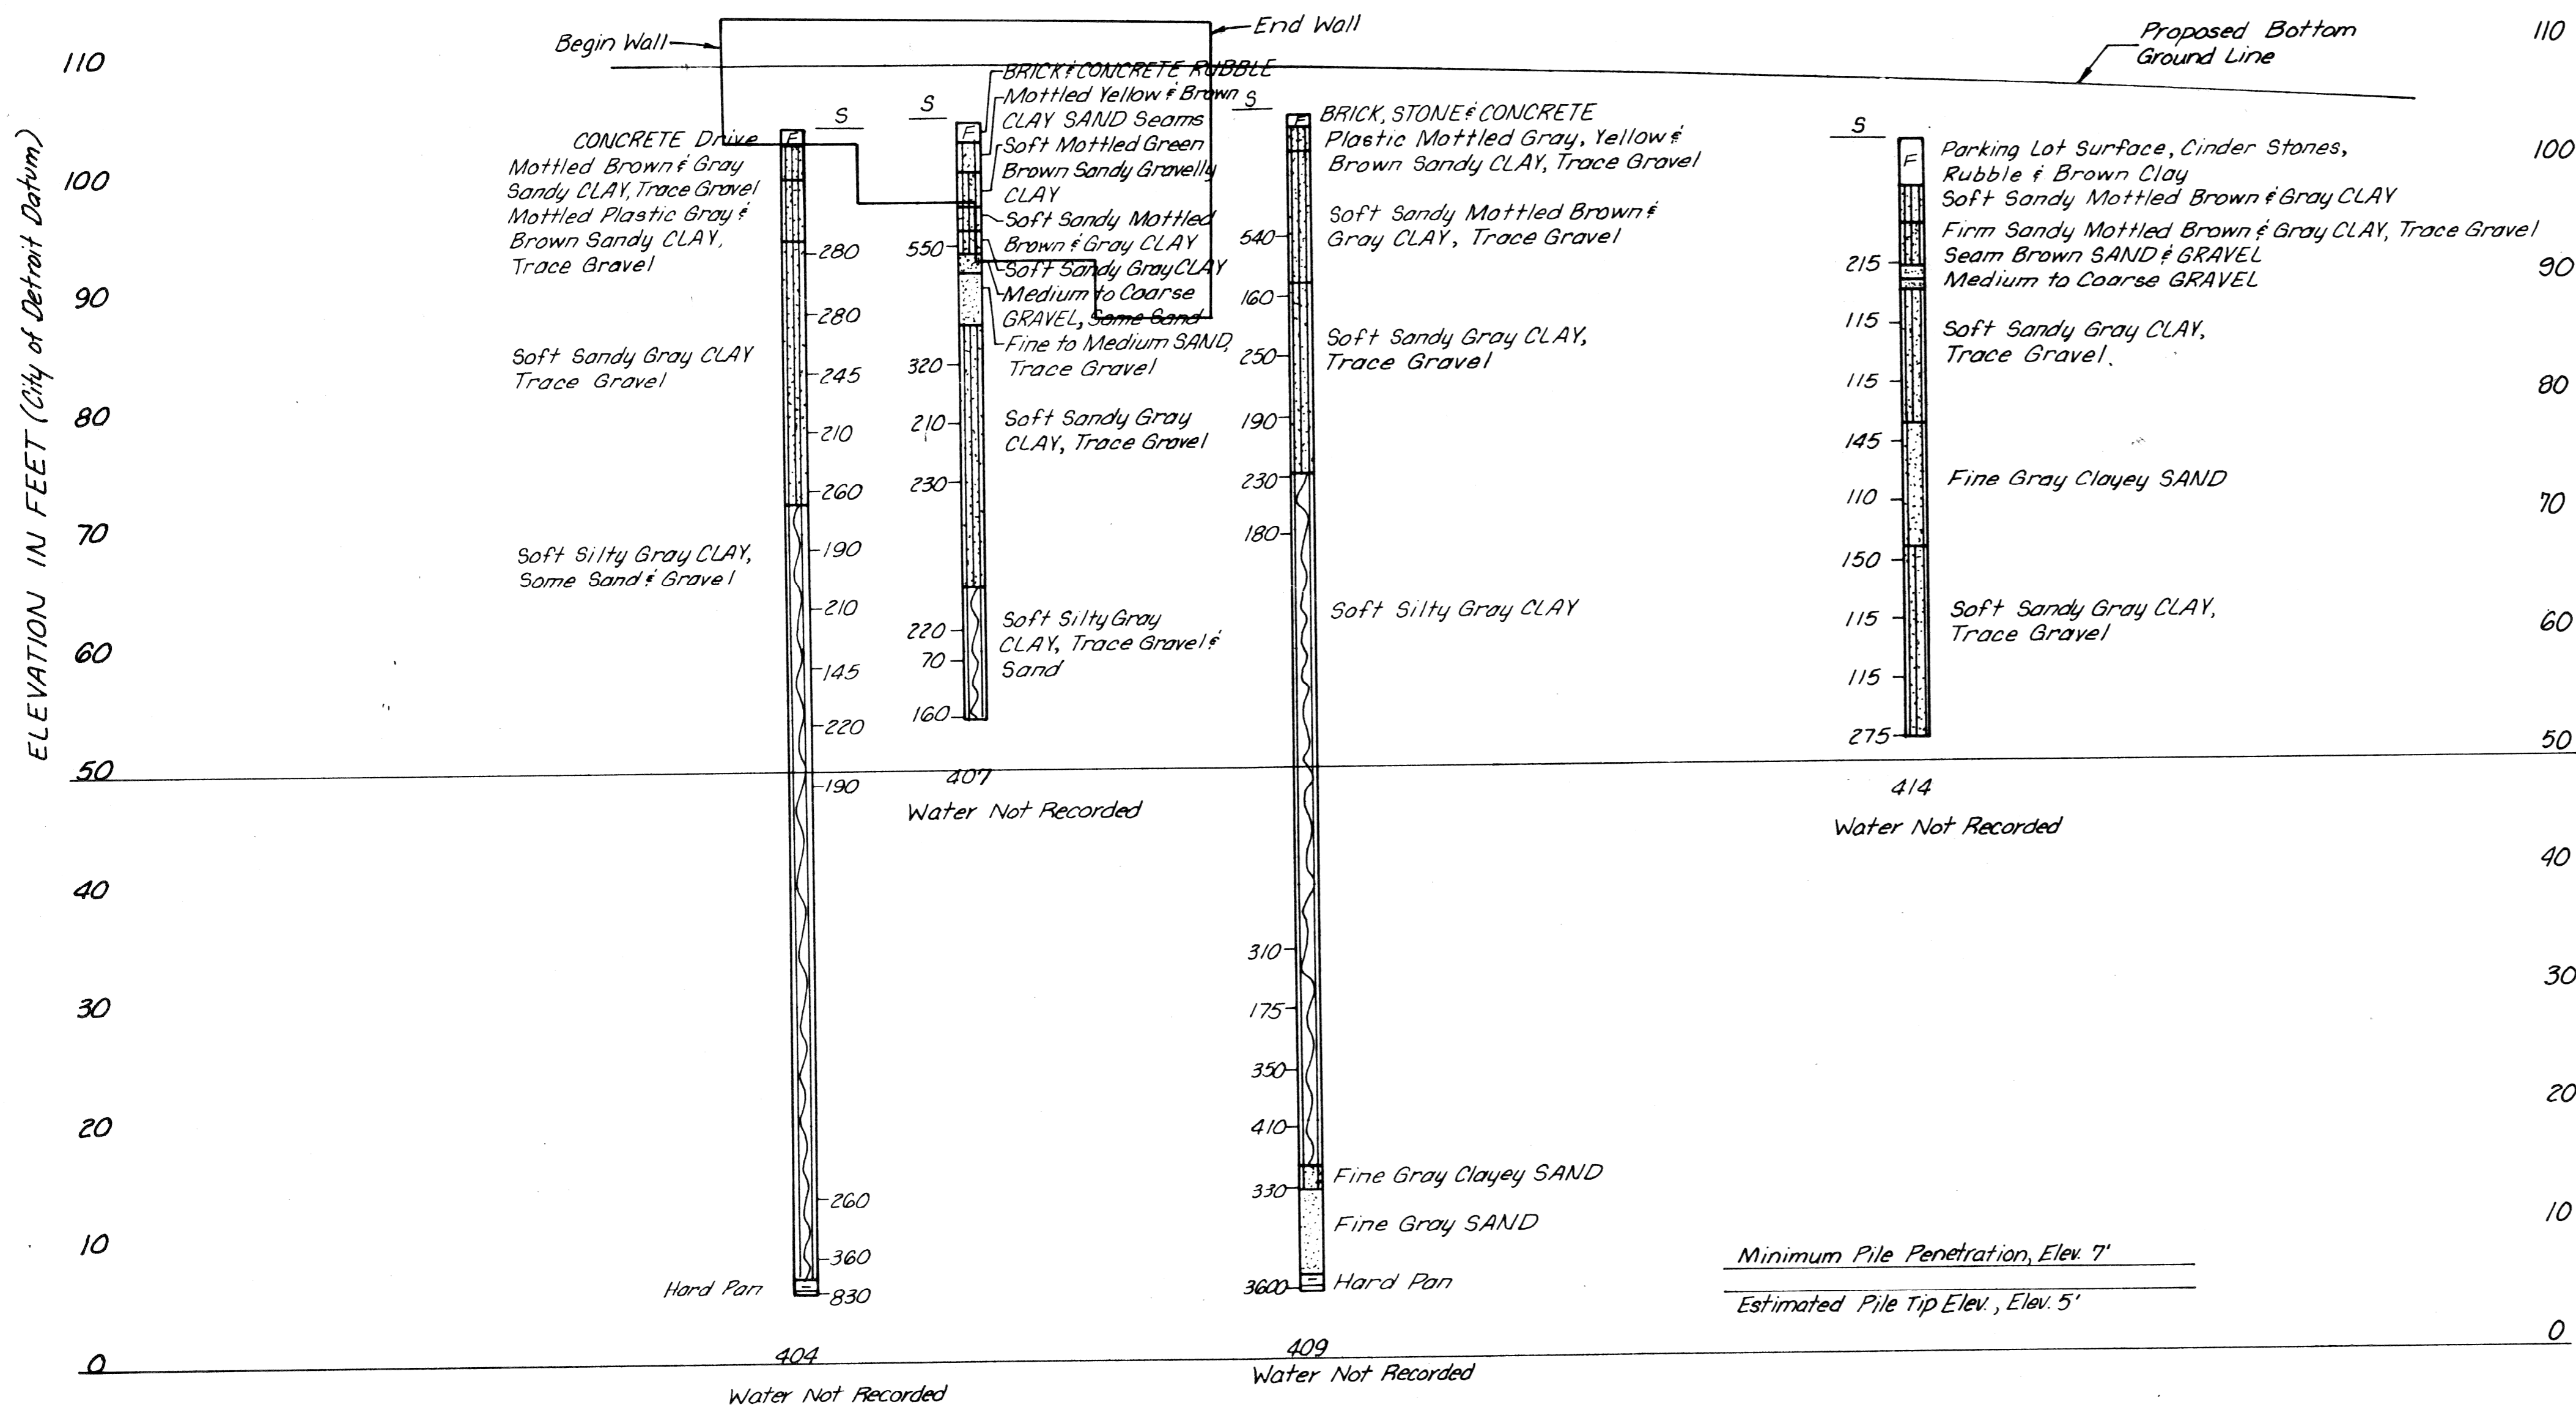 Begin Wall
End Wall
Proposed Bottom
Ground Line
ELEVATION IN FEET (City of Detroit Datum)
110
100
90
80
70
60
50
40
30
20
10
0
S
F
CONCRETE Drive
Mottled Brown & Gray
Sandy CLAY, Trace Gravel
Mottled Plastic Gray &
Brown Sandy CLAY,
Trace Gravel
Soft Sandy Gray CLAY
Trace Gravel
Soft Silty Gray CLAY,
Some Sand & Gravel
Hard Pan
280
280
245
210
260
190
210
145
220
190
260
360
830
404
Water Not Recorded
S
F
BRICK & CONCRETE RUBBLE
Mottled Yellow & Brown
CLAY SAND Seams
Soft Mottled Green
Brown Sandy Gravelly
CLAY
Soft Sandy Mottled
Brown & Gray CLAY
Soft Sandy Gray CLAY
Medium to Coarse
GRAVEL, Some Sand
Fine to Medium SAND,
Trace Gravel
Soft Sandy Gray
CLAY, Trace Gravel
Soft Silty Gray
CLAY, Trace Gravel &
Sand
550
320
210
230
220
70
160
407
Water Not Recorded
S
F
BRICK, STONE & CONCRETE
Plastic Mottled Gray, Yellow &
Brown Sandy CLAY, Trace Gravel
Soft Sandy Mottled Brown &
Gray CLAY, Trace Gravel
Soft Sandy Gray CLAY,
Trace Gravel
Soft Silty Gray CLAY
Fine Gray Clayey SAND
Fine Gray SAND
Hard Pan
540
160
250
190
230
180
310
175
350
410
330
3600
409
Water Not Recorded
S
F
Parking Lot Surface, Cinder Stones,
Rubble & Brown Clay
Soft Sandy Mottled Brown & Gray CLAY
Firm Sandy Mottled Brown & Gray CLAY, Trace Gravel
Seam Brown SAND & GRAVEL
Medium to Coarse GRAVEL
Soft Sandy Gray CLAY,
Trace Gravel
Fine Gray Clayey SAND
Soft Sandy Gray CLAY,
Trace Gravel
215
115
115
145
110
150
115
115
275
414
Water Not Recorded
Minimum Pile Penetration, Elev. 7'
Estimated Pile Tip Elev., Elev. 5'
110
100
90
80
70
60
50
40
30
20
10
0